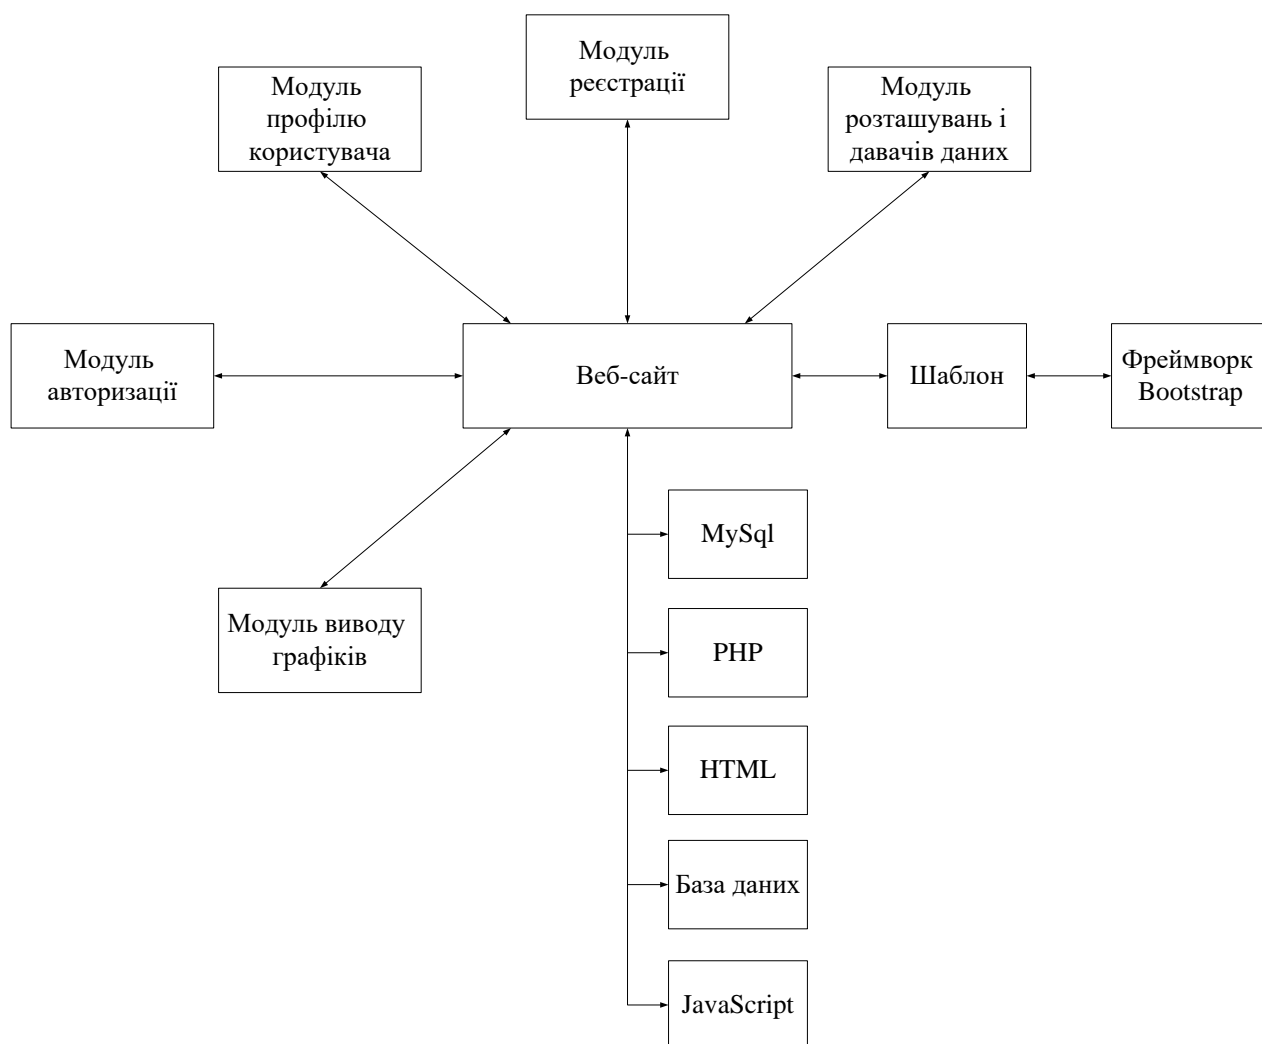 Модуль
реєстрації
Модуль
профілю
користувача
Модуль
розташувань і
давачів даних
Модуль
авторизації
Веб-сайт
Шаблон
Фреймворк
Bootstrap
MySql
Модуль виводу
графіків
PHP
HTML
База даних
JavaScript